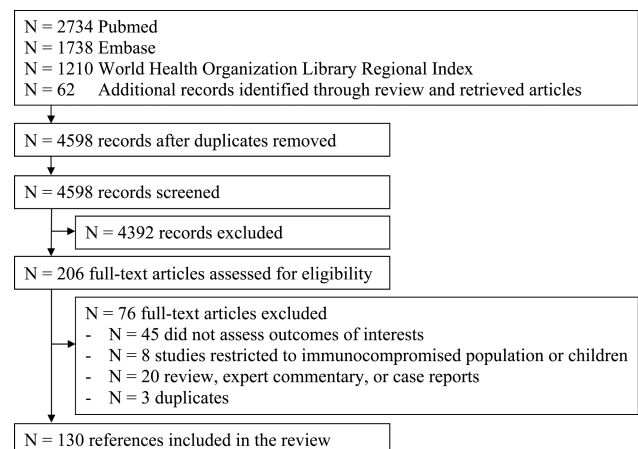 N = 2734 Pubmed
N = 1738 Embase
N = 1210 World Health Organization Library Regional Index
N = 62 Additional records identified through review and retrieved articles
N = 4598 records after duplicates removed
N = 4598 records screened
N = 4392 records excluded
N = 206 full-text articles assessed for eligibility
N = 76 full-text articles excluded
- N = 45 did not assess outcomes of interests
- N = 8 studies restricted to immunocompromised population or children
- N = 20 review, expert commentary, or case reports
- N = 3 duplicates
N = 130 references included in the review